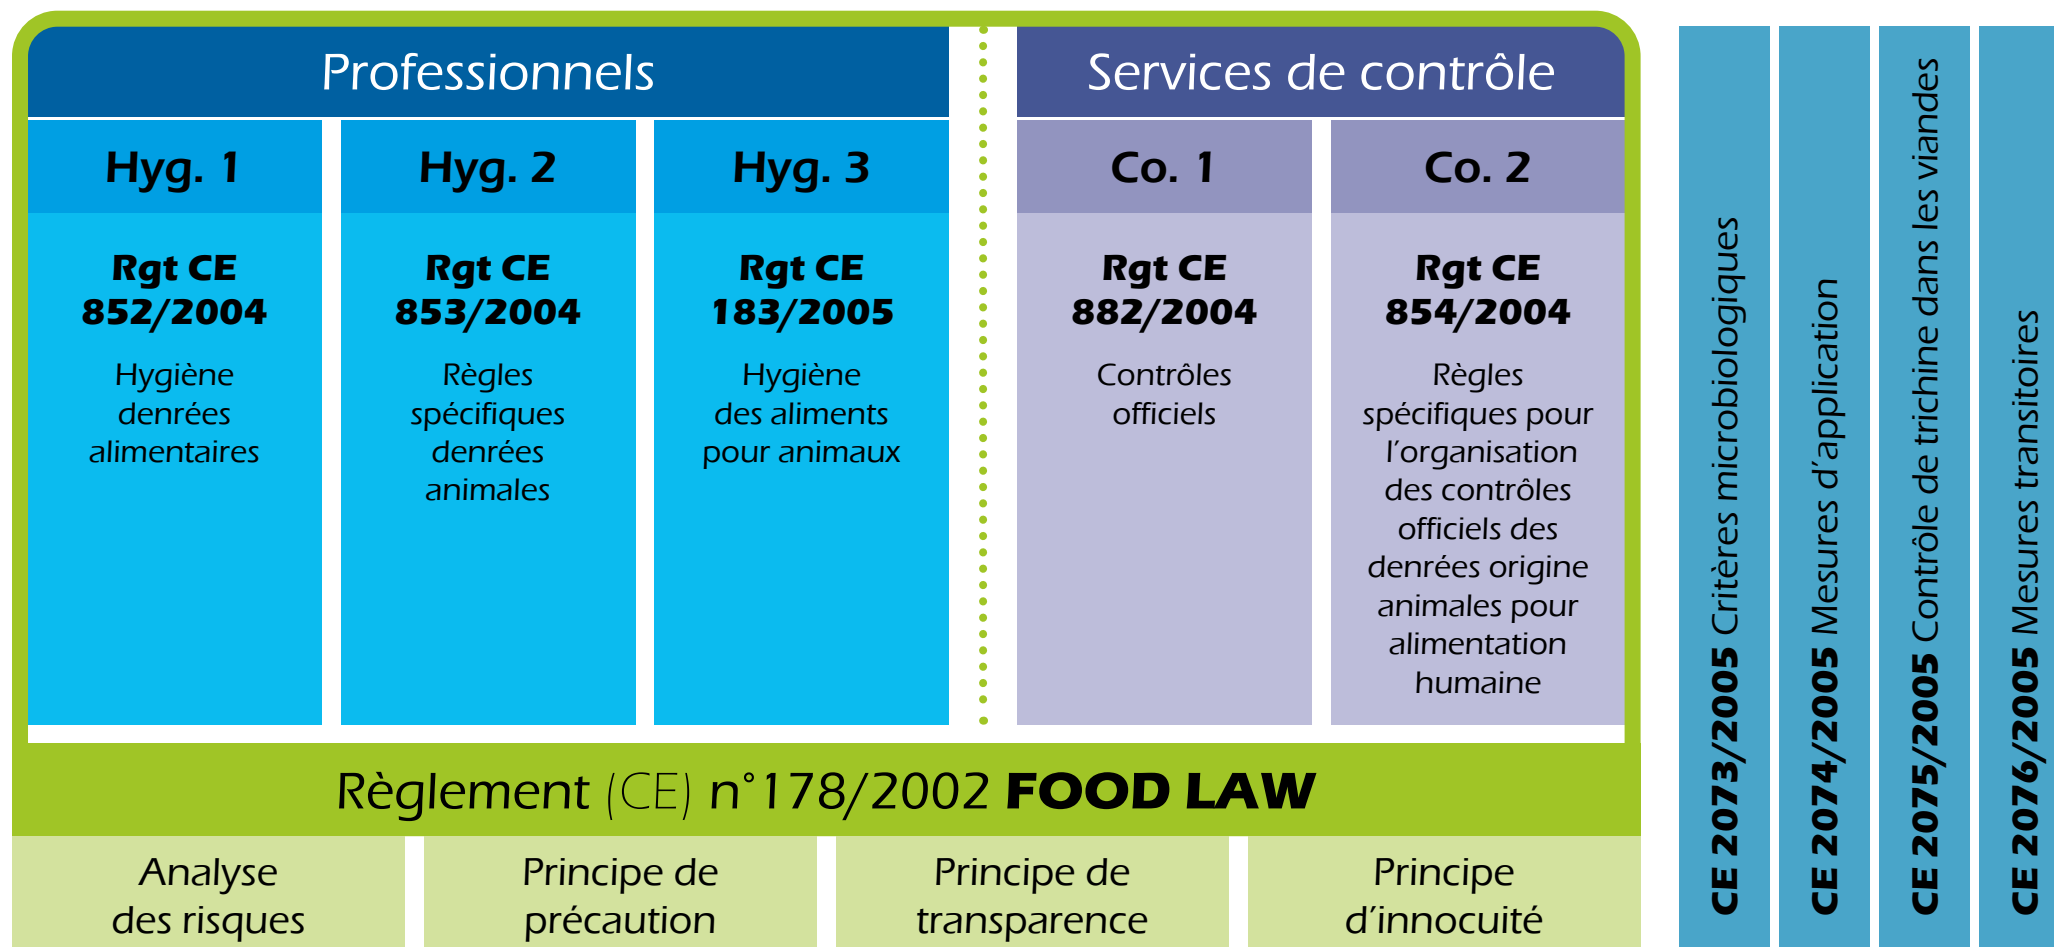 Professionnels
Hyg. 1
Rgt CE
852/2004
Hygiène
denrées
alimentaires
Hyg. 2
Rgt CE
853/2004
Règles
spécifiques
denrées
animales
Hyg. 3
Rgt CE
183/2005
Hygiène
des aliments
pour animaux
Services de contrôle
Co. 1
Rgt CE
882/2004
Contrôles
officiels
Co. 2
Rgt CE
854/2004
Règles
spécifiques pour
l'organisation
des contrôles
officiels des
denrées origine
animales pour
alimentation
humaine
Règlement (CE) n°178/2002 FOOD LAW
Analyse
des risques
Principe de
précaution
Principe de
transparence
Principe
d'innocuité
CE 2073/2005 Critères microbiologiques
CE 2074/2005 Mesures d'application
CE 2075/2005 Contrôle de trichine dans les viandes
CE 2076/2005 Mesures transitoires